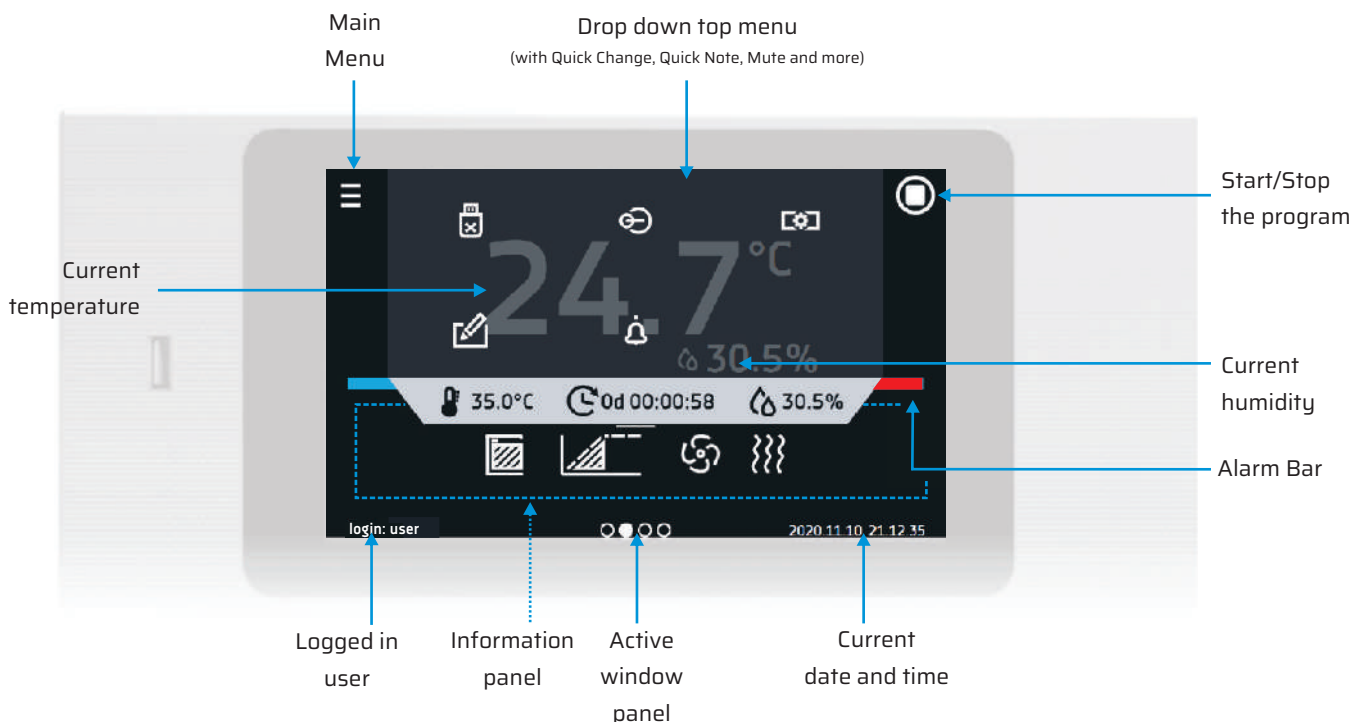 Main
Menu
Drop down top menu
(with Quick Change, Quick Note, Mute and more)
Start/Stop
the program
24.7°C
Current
temperature
30.5%
Current
humidity
35.0°C 0d 00:00:58 30.5%
Alarm Bar
login: user 2020.11.10 21.12.35
Logged in
user
Information
panel
Active
window
panel
Current
date and time